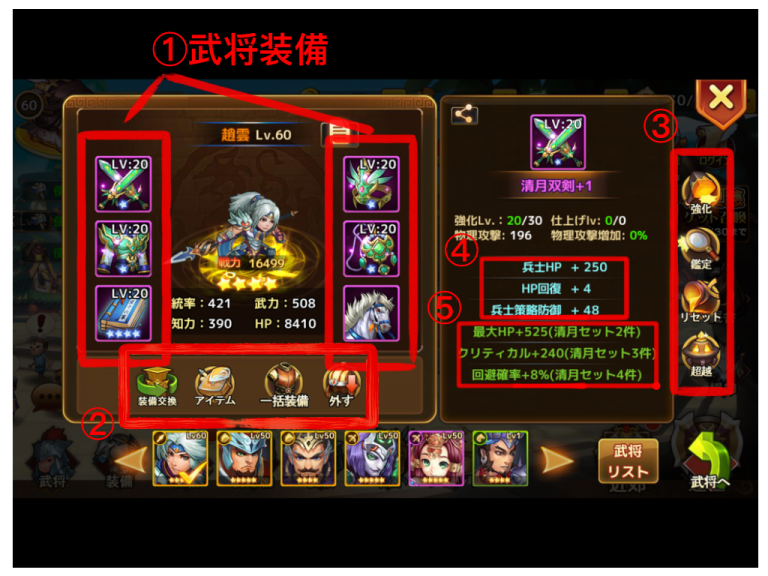 ①武将装備
60
趙雲 Lv.60
LV:20
LV:20
LV:20
LV:20
LV:20
戦力 16499
統率:421 武力:508
知力:390 HP:8410
②
装備交換
アイテム
一括装備
外す
LV:20
清月双剣+1
強化Lv.:20/30 仕上げlv: 0/0
物理攻撃: 196 物理攻撃増加: 0%
④
兵士HP + 250
HP回復 + 4
兵士策略防御 + 48
⑤
最大HP+525(清月セット2件)
クリティカル+240(清月セット3件)
回避確率+8%(清月セット4件)
③
強化
鑑定
リセット
超越
Lv60
Lv50
Lv50
Lv50
Lv50
Lv1
武将
リスト
武将へ
武将
装備